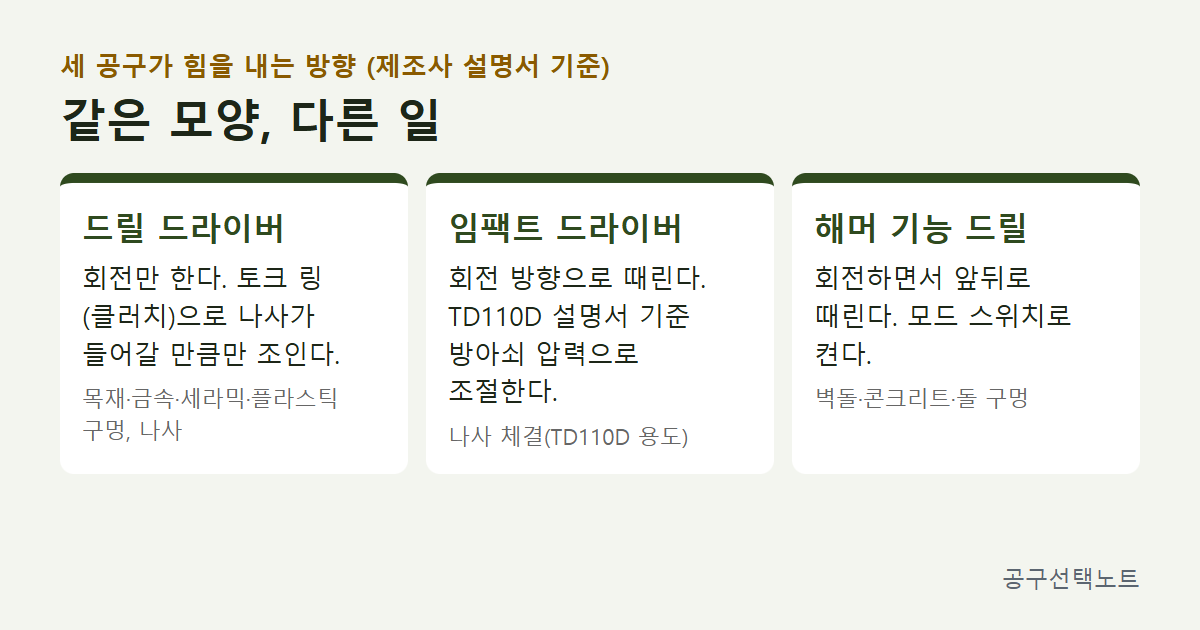 세 공구가 힘을 내는 방향 (제조사 설명서 기준)
같은 모양, 다른 일
드릴 드라이버
회전만 한다. 토크 링
(클러치)으로 나사가
들어갈 만큼만 조인다.
목재·금속·세라믹·플라스틱
구멍, 나사
임팩트 드라이버
회전 방향으로 때린다.
TD110D 설명서 기준
방아쇠 압력으로
조절한다.
나사 체결(TD110D 용도)
해머 기능 드릴
회전하면서 앞뒤로
때린다. 모드 스위치로
켠다.
벽돌·콘크리트·돌 구멍
공구선택노트